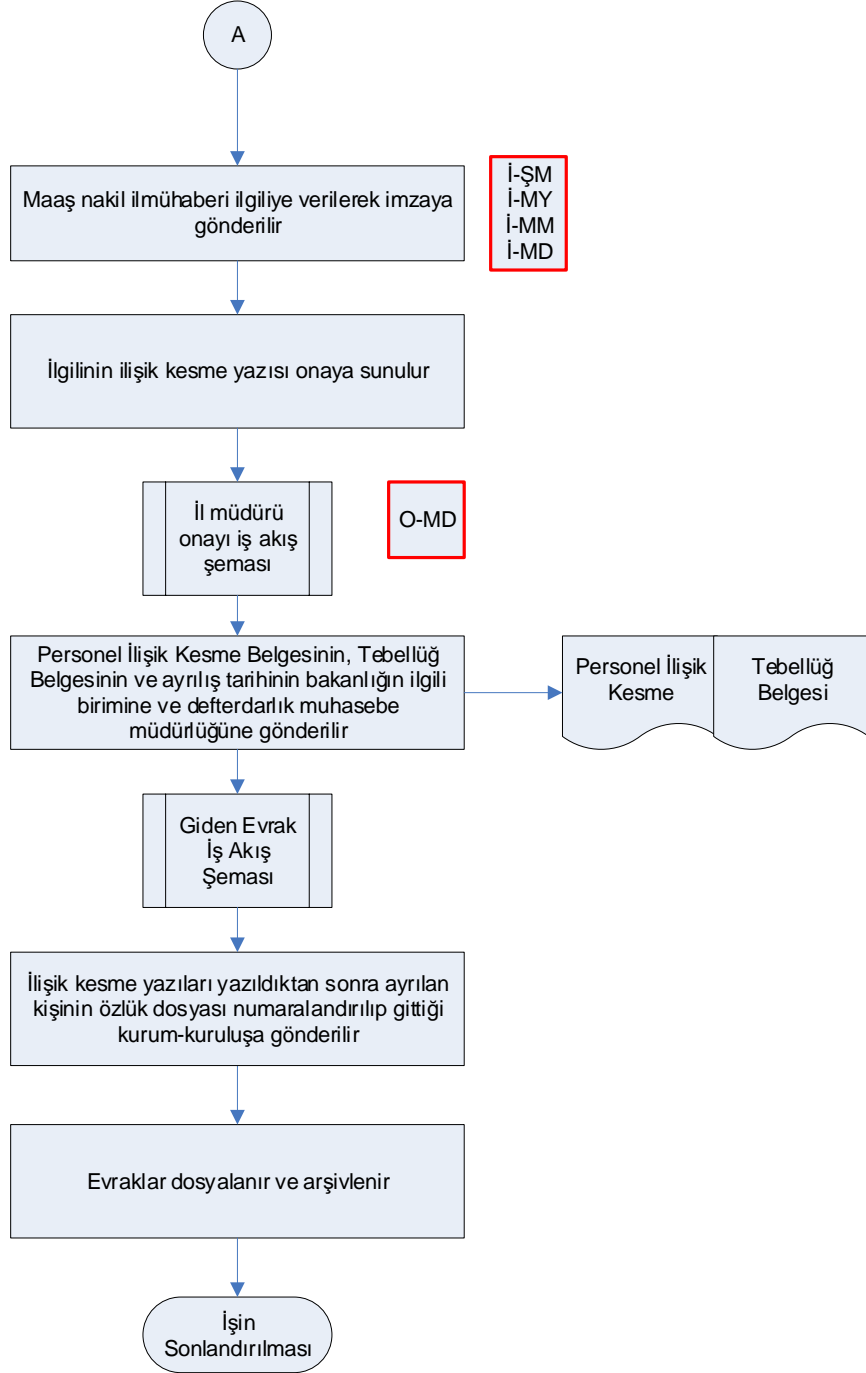 A
Maaş nakil ilmühaberi ilgiliye verilerek imzaya
gönderilir
İ-ŞM
İ-MY
İ-MM
İ-MD
İlgilinin ilişik kesme yazısı onaya sunulur
İl müdürü
onayı iş akış
şeması
O-MD
Personel İlişik Kesme Belgesinin, Tebellüğ
Belgesinin ve ayrılış tarihinin bakanlığın ilgili
birimine ve defterdarlık muhasebe
müdürlüğüne gönderilir
Personel İlişik
Kesme
Tebellüğ
Belgesi
Giden Evrak
İş Akış
Şeması
İlişik kesme yazıları yazıldıktan sonra ayrılan
kişinin özlük dosyası numaralandırılıp gittiği
kurum-kuruluşa gönderilir
Evraklar dosyalanır ve arşivlenir
İşin
Sonlandırılması